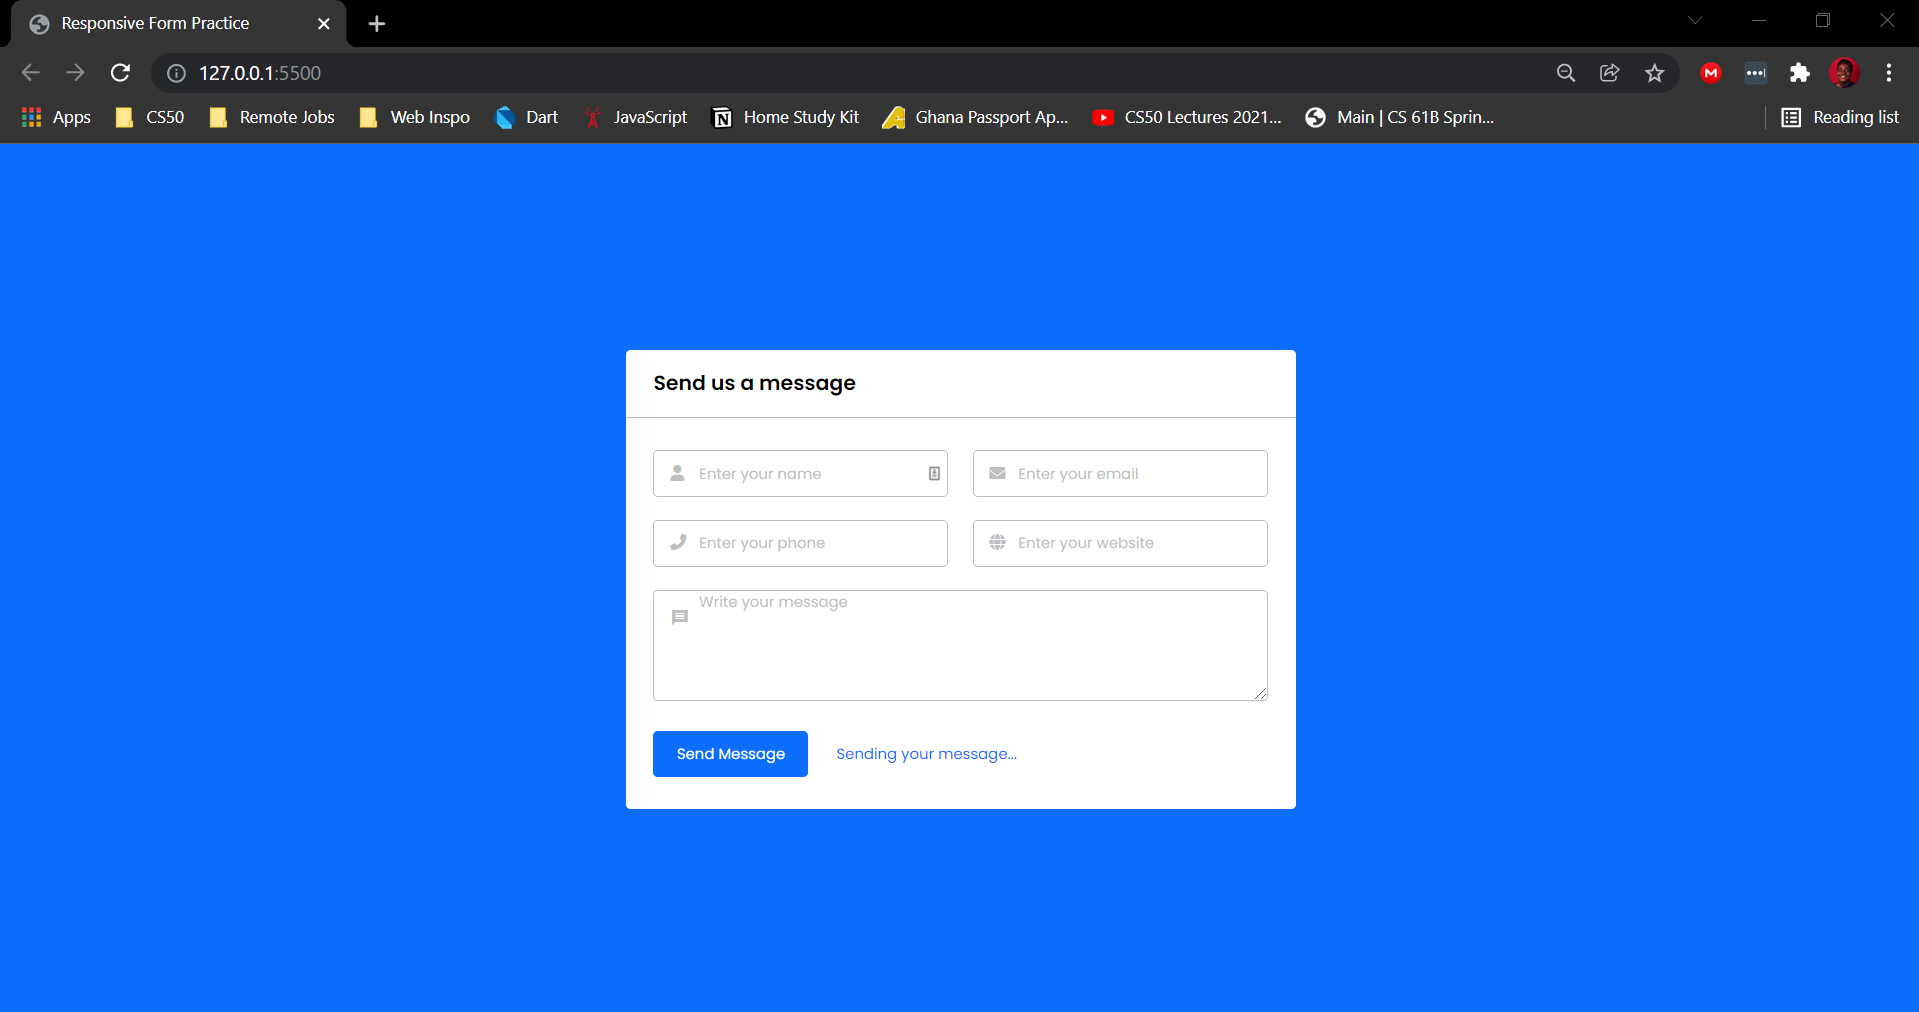 Responsive Form Practice
127.0.0.1:5500
Apps CS50 Remote Jobs Web Inspo Dart JavaScript Home Study Kit Ghana Passport Ap... CS50 Lectures 2021... Main | CS 61B Sprin... Reading list
Send us a message
Enter your name Enter your email
Enter your phone Enter your website
Write your message
Send Message Sending your message...